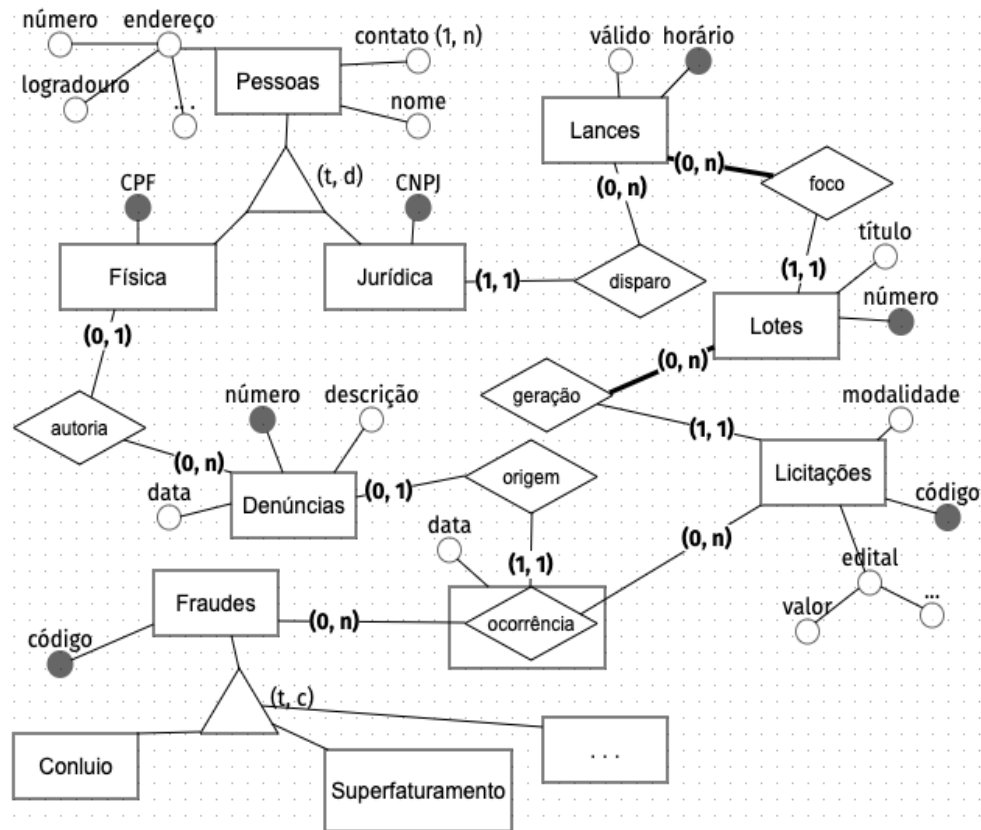 número
endereço
logradouro
...
contato (1, n)
nome
Pessoas
(t, d)
CPF
CNPJ
Física
Jurídica
válido
horário
Lances
(0, n)
foco
(0, n)
(1, 1)
disparo
(1, 1)
título
número
Lotes
(0, 1)
autoria
(0, n)
geração
(0, n)
(1, 1)
modalidade
Licitações
código
número
descrição
data
Denúncias
(0, 1)
origem
(1, 1)
(0, n)
data
edital
valor
...
Fraudes
código
(0, n)
ocorrência
(t, c)
Conluio
Superfaturamento
...